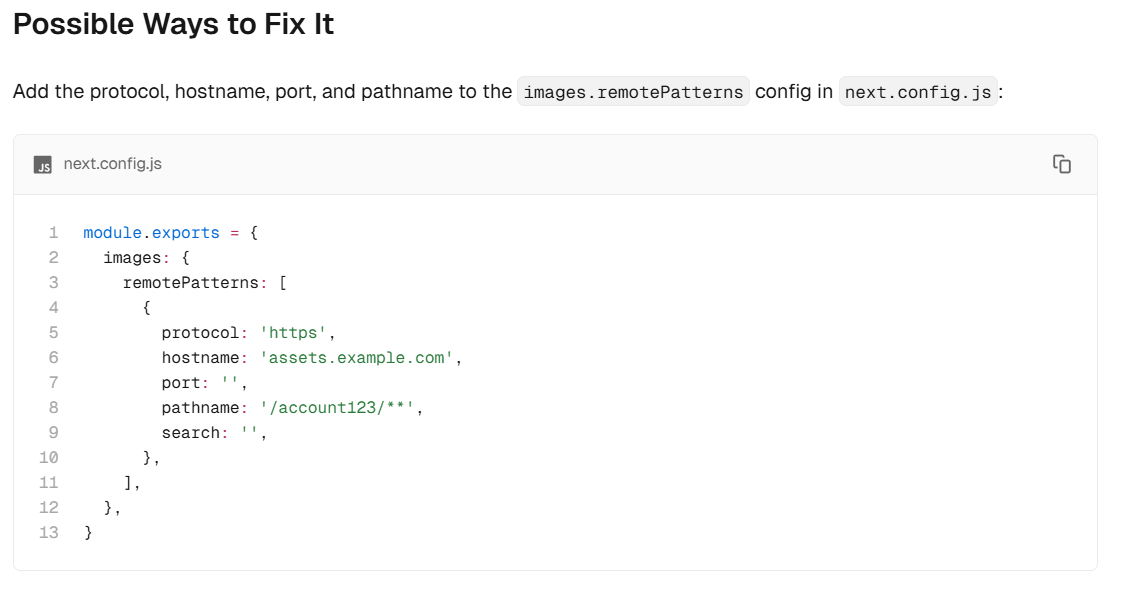 Possible Ways to Fix It
Add the protocol, hostname, port, and pathname to the images.remotePatterns config in next.config.js:
JS next.config.js
1 module.exports = {
2   images: {
3     remotePatterns: [
4       {
5         protocol: 'https',
6         hostname: 'assets.example.com',
7         port: '',
8         pathname: '/account123/**',
9         search: '',
10       },
11     ],
12   },
13 }